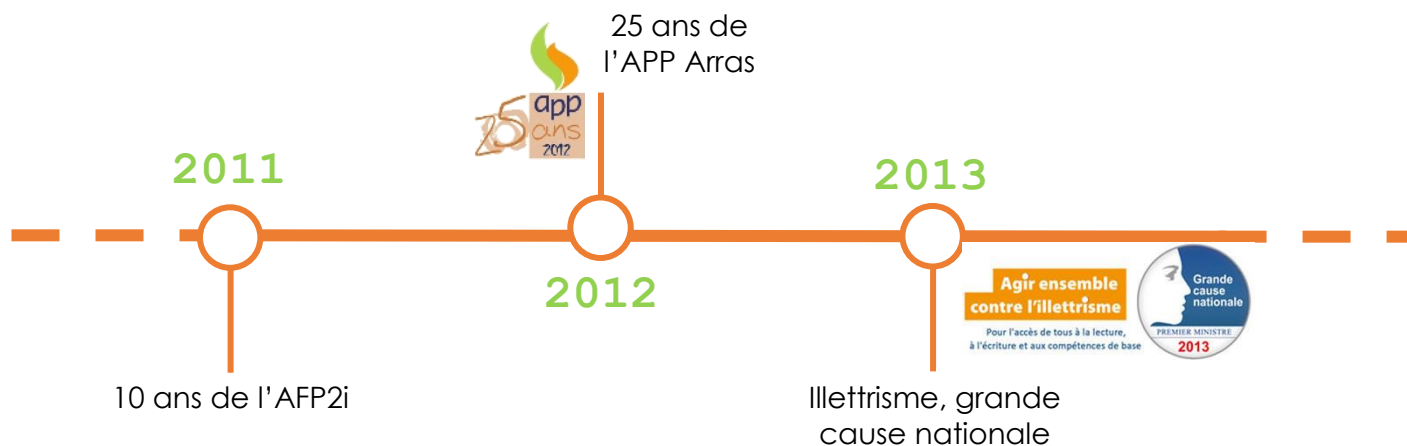 25 ans de
l'APP Arras
25
app
ans
2012
2011
2013
2012
Agir ensemble
contre l'illettrisme
Pour l'accès de tous à la lecture,
à l'écriture et aux compétences de base
Grande
cause
nationale
PREMIER MINISTRE
2013
10 ans de l'AFP2i
Illettrisme, grande
cause nationale